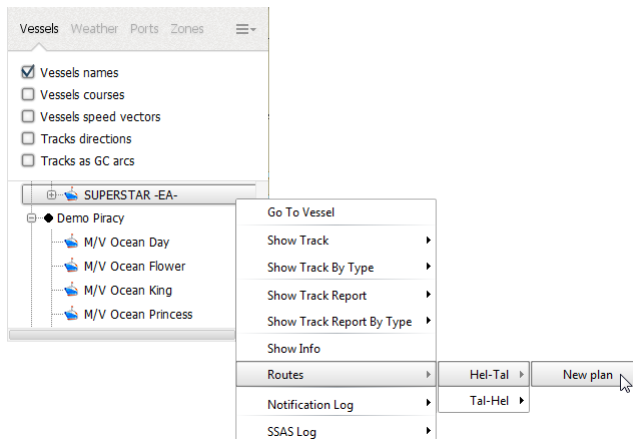 Vessels Weather Ports Zones
Vessels names
Vessels courses
Vessels speed vectors
Tracks directions
Tracks as GC arcs
SUPERSTAR -EA-
Demo Piracy
M/V Ocean Day
M/V Ocean Flower
M/V Ocean King
M/V Ocean Princess
Go To Vessel
Show Track
Show Track By Type
Show Track Report
Show Track Report By Type
Show Info
Routes
Notification Log
SSAS Log
Hel-Tal
Tal-Hel
New plan